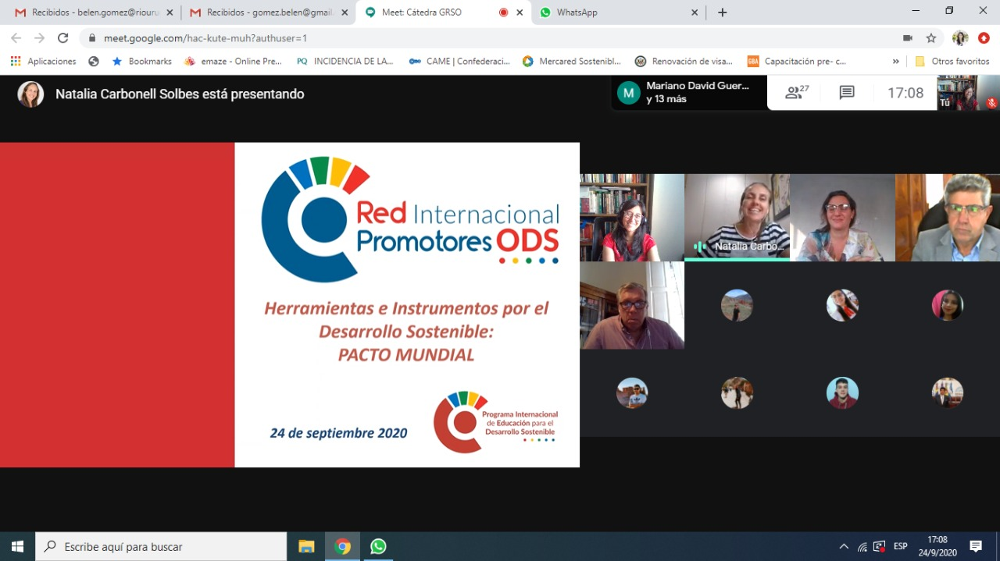 Recibidos - belen.gomez@riouru
Recibidos - gomez.belen@gmail.
Meet: Cátedra GRSO
WhatsApp
meet.google.com/hac-kute-muh?authuser=1
Aplicaciones
Bookmarks
emaze - Online Pre...
PQ INCIDENCIA DE LA...
CAME | Confederaci...
Mercored Sostenibl...
Renovación de visa...
GBA Capacitación pre- c...
»
Otros favoritos
Natalia Carbonell Solbes está presentando
M
Mariano David Guer...
y 13 más
27
17:08
Tú
Red Internacional
Promotores ODS
Natalia Carbo...
Herramientas e Instrumentos por el
Desarrollo Sostenible:
PACTO MUNDIAL
Programa Internacional
de Educación para el
Desarrollo Sostenible
24 de septiembre 2020
Escribe aquí para buscar
ESP
17:08
24/9/2020